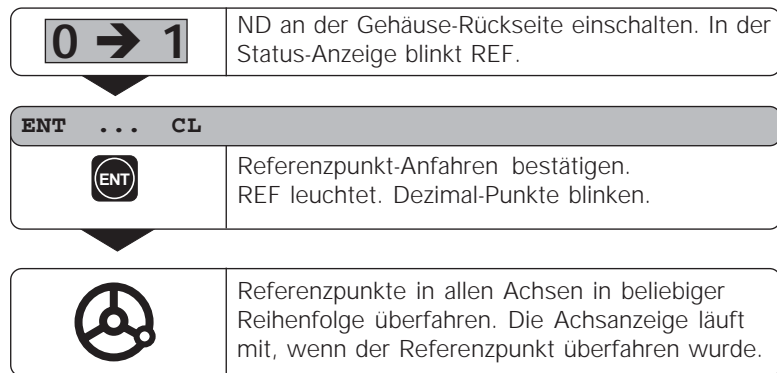 0 ➔ 1
ND an der Gehäuse-Rückseite einschalten. In der
Status-Anzeige blinkt REF.
ENT ... CL
ENT
Referenzpunkt-Anfahren bestätigen.
REF leuchtet. Dezimal-Punkte blinken.
Referenzpunkte in allen Achsen in beliebiger
Reihenfolge überfahren. Die Achsanzeige läuft
mit, wenn der Referenzpunkt überfahren wurde.